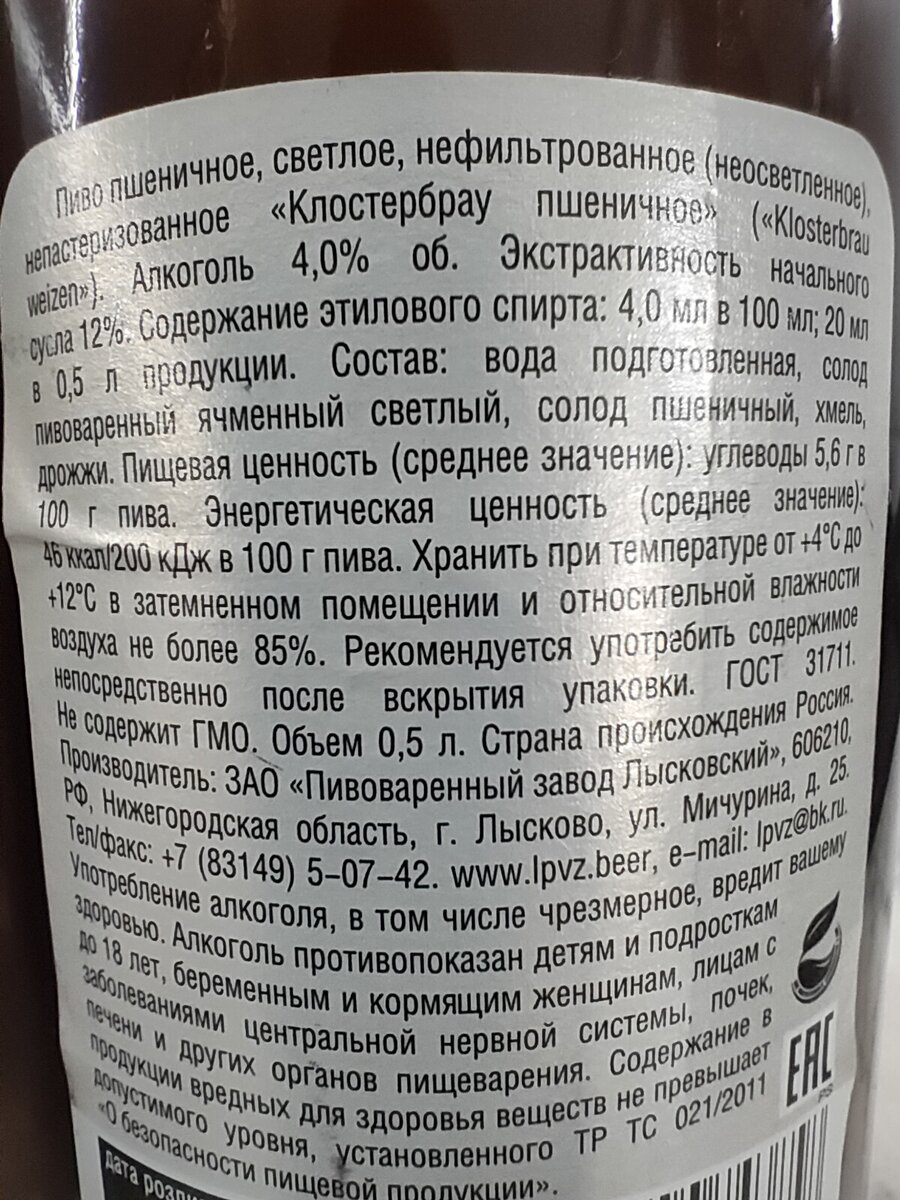 Пиво пшеничное, светлое, нефильтрованное (неосветленное),
непастеризованное «Клостербрау пшеничное» («Klosterbrau
weizen»). Алкоголь 4,0% об. Экстрактивность начального
сусла 12%. Содержание этилового спирта: 4,0 мл в 100 мл; 20 мл
в 0,5 л продукции. Состав: вода подготовленная, солод
пивоваренный ячменный светлый, солод пшеничный, хмель,
дрожжи. Пищевая ценность (среднее значение): углеводы 5,6 г в
100 г пива. Энергетическая ценность (среднее значение):
46 ккал/200 кДж в 100 г пива. Хранить при температуре от +4°С до
+12°С в затемненном помещении и относительной влажности
воздуха не более 85%. Рекомендуется употребить содержимое
непосредственно после вскрытия упаковки. ГОСТ 31711.
Не содержит ГМО. Объем 0,5 л. Страна происхождения Россия.
Производитель: ЗАО «Пивоваренный завод Лысковский», 606210,
РФ, Нижегородская область, г. Лысково, ул. Мичурина, д. 25.
Тел/факс: +7 (83149) 5-07-42. www.lpvz.beer, e-mail: lpvz@bk.ru.
Употребление алкоголя, в том числе чрезмерное, вредит вашему
здоровью. Алкоголь противопоказан детям и подросткам
до 18 лет, беременным и кормящим женщинам, лицам с
заболеваниями центральной нервной системы, почек,
печени и других органов пищеварения. Содержание в
продукции вредных для здоровья веществ не превышает
допустимого уровня, установленного ТР ТС 021/2011
«О безопасности пищевой продукции».
ЕАС
дата